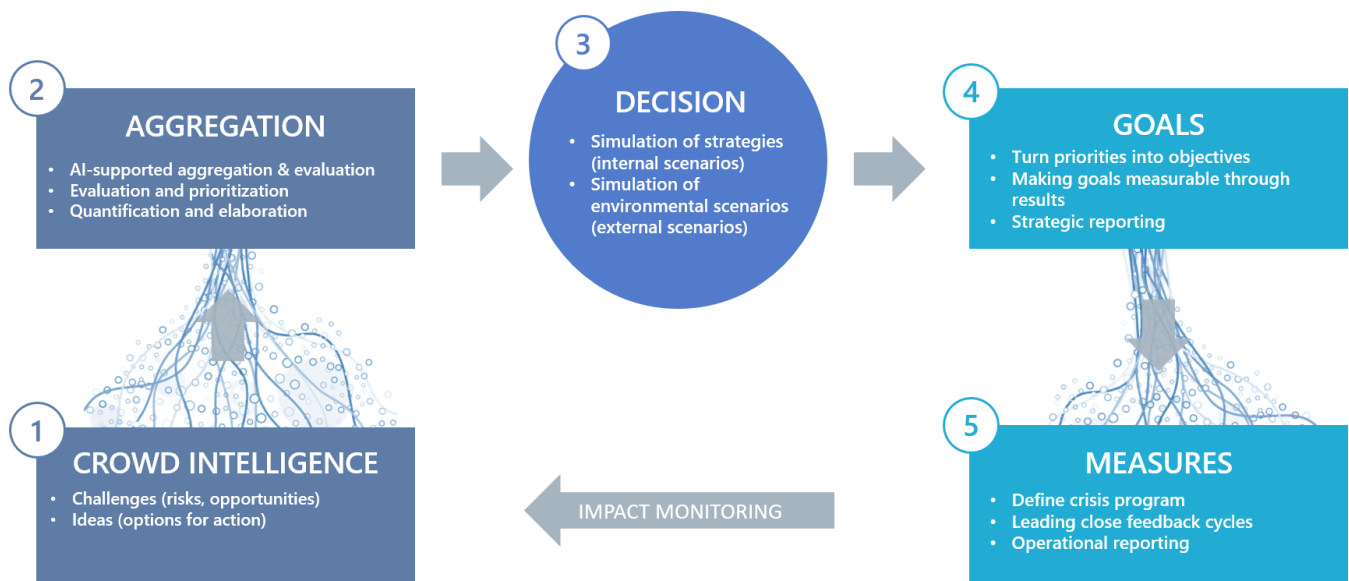 2
AGGREGATION
• AI-supported aggregation & evaluation
• Evaluation and prioritization
• Quantification and elaboration
1
CROWD INTELLIGENCE
• Challenges (risks, opportunities)
• Ideas (options for action)
3
DECISION
• Simulation of strategies
(internal scenarios)
• Simulation of
environmental scenarios
(external scenarios)
4
GOALS
• Turn priorities into objectives
• Making goals measurable through
results
• Strategic reporting
5
MEASURES
• Define crisis program
• Leading close feedback cycles
• Operational reporting
IMPACT MONITORING